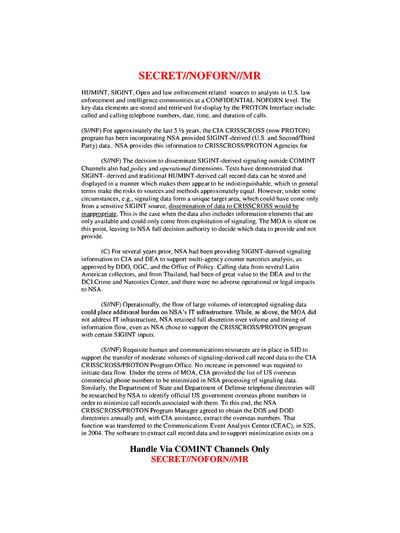 SECRET//NOFORN//MR
HUMINT, SIGINT, Open and law enforcement related  sources to analysts in U.S. law
enforcement and intelligence communities at a CONFIDENTIAL NOFORN level. The
key data elements are stored and retrieved for display by the PROTON Interface include:
called and calling telephone numbers, date, time, and duration of calls.
(S//NF) For approximately the last 5 ½ years, the CIA CRISSCROSS (now PROTON)
program has been incorporating NSA provided SIGINT-derived (U.S. and Second/Third
Party) data.  NSA provides this information to CRISSCROSS/PROTON Agencies for
(S//NF) The decision to disseminate SIGINT-derived signaling outside COMINT
Channels also had policy and operational dimensions. Tests have demonstrated that
SIGINT- derived and traditional HUMINT-derived call record data can be stored and
displayed in a manner which makes them appear to be indistinguishable, which in general
terms make the risks to sources and methods approximately equal. However, under some
circumstances, e.g., signaling data form a unique target area, which could have come only
from a sensitive SIGINT source, dissemination of data to CRISSCROSS would be
inappropriate. This is the case when the data also includes information elements that are
only available and could only come from exploitation of signaling. The MOA is silent on
this point, leaving to NSA full decision authority to decide which data to provide and not
provide.
(C) For several years prior, NSA had been providing SIGINT-derived signaling
information to CIA and DEA to support multi-agency counter narcotics analysis, as
approved by DDO, OGC, and the Office of Policy. Calling data from several Latin
American collectors, and from Thailand, had been of great value to the DEA and to the
DCI Crime and Narcotics Center, and there were no adverse operational or legal impacts
to NSA.
(S//NF) Operationally, the flow of large volumes of intercepted signaling data
could place additional burden on NSA's IT infrastructure. While, as above, the MOA did
not address IT infrastructure, NSA retained full discretion over volume and timing of
information flow, even as NSA chose to support the CRISSCROSS/PROTON program
with certain SIGINT inputs.
(S//NF) Requisite human and communications resources are in place in SID to
support the transfer of moderate volumes of signaling-derived call record data to the CIA
CRISSCROSS/PROTON Program Office. No increase in personnel was required to
initiate data flow. Under the terms of MOA, CIA provided the list of US overseas
commercial phone numbers to be minimized in NSA processing of signaling data.
Similarly, the Department of State and Department of Defense telephone directories will
be researched by NSA to identify official US government overseas phone numbers in
order to minimize call records associated with them. To this end, the NSA
CRISSCROSS/PROTON Program Manager agreed to obtain the DOS and DOD
directories annually and, with CIA assistance, extract the overseas numbers. That
function was transferred to the Communications Event Analysis Center (CEAC), in S2S,
in 2004. The software to extract call record data and to support minimization exists on a
Handle Via COMINT Channels Only
SECRET//NOFORN//MR